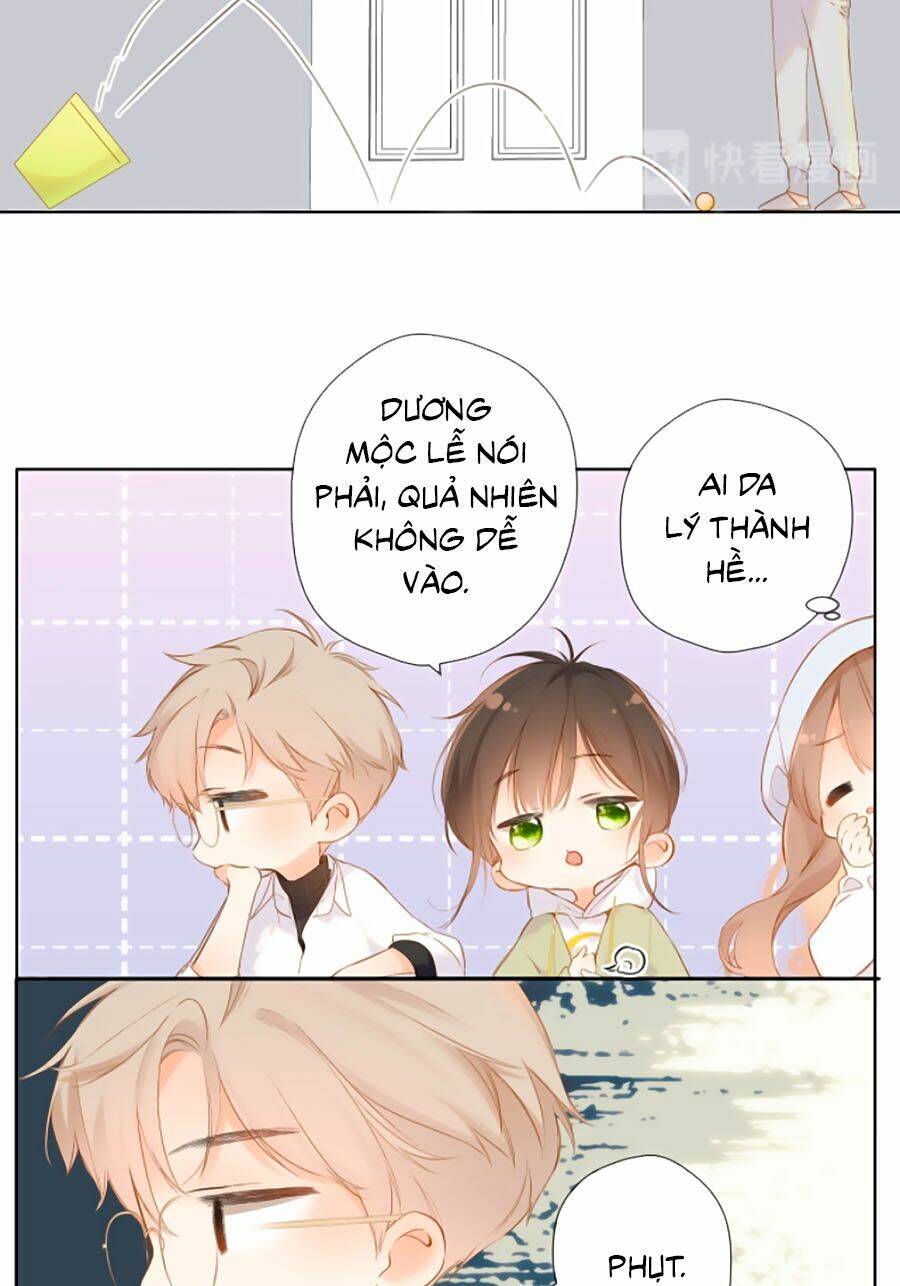 快看漫画
DƯƠNG
MỘC LỄ NÓI
PHẢI, QUẢ NHIÊN
KHÔNG DỄ
VÀO.
AI DA
LÝ THÀNH
HỀ...
PHỤT.